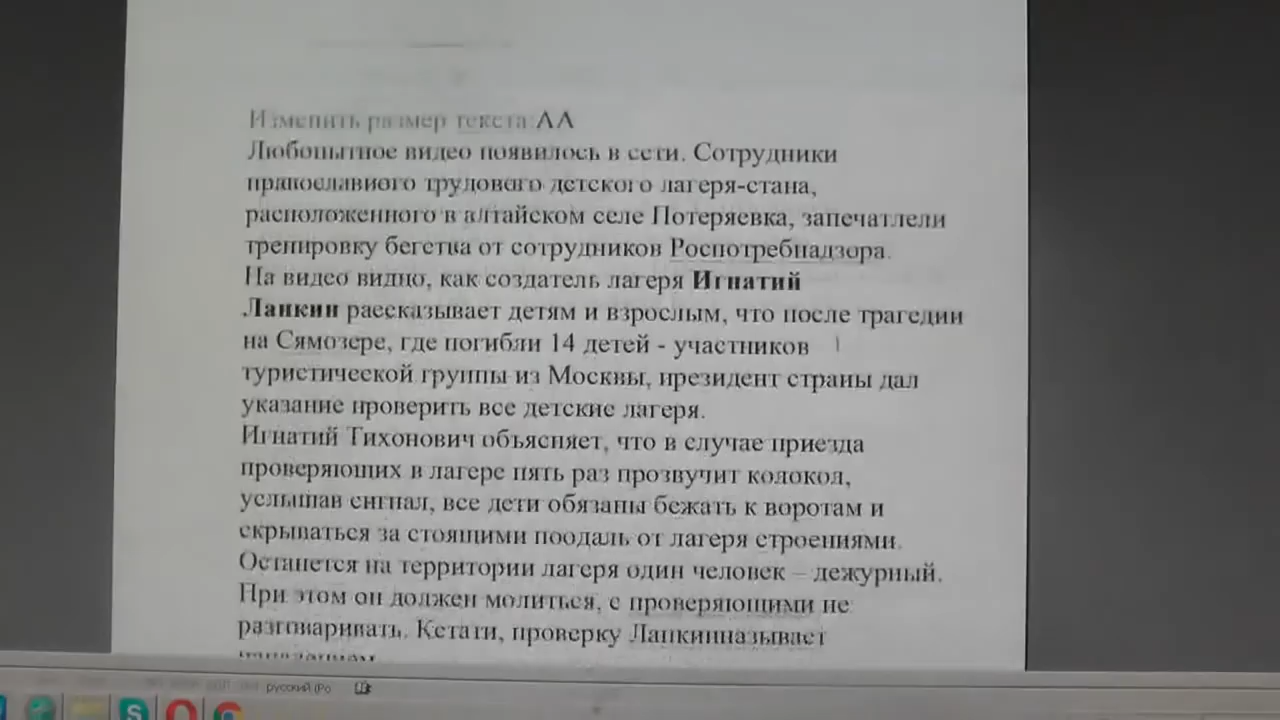 Изменить размер текста:АА
Любопытное видео появилось в сети. Сотрудники
православного трудового детского лагеря-стана,
расположенного в алтайском селе Потеряевка, запечатлели
тренировку бегства от сотрудников Роспотребнадзора.
На видео видно, как создатель лагеря Игнатий
Лапкин рассказывает детям и взрослым, что после трагедии
на Сямозере, где погибли 14 детей - участников
туристической группы из Москвы, президент страны дал
указание проверить все детские лагеря.
Игнатий Тихонович объясняет, что в случае приезда
проверяющих в лагере пять раз прозвучит колокол,
услышав сигнал, все дети обязаны бежать к воротам и
скрываться за стоящими поодаль от лагеря строениями.
Останется на территории лагеря один человек – дежурный.
При этом он должен молиться, с проверяющими не
разговаривать. Кстати, проверку Лапкинназывает
русский (Ро